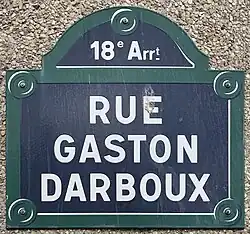 18e Arrt
RUE
GASTON
DARBOUX